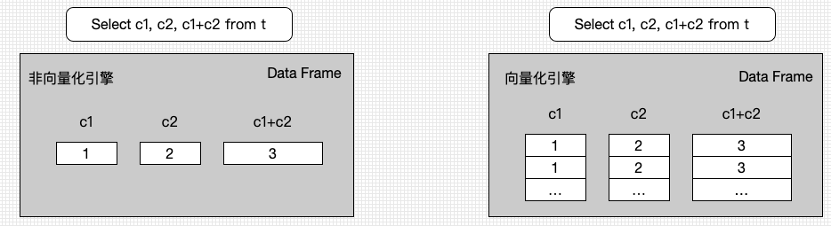 Select c1, c2, c1+c2 from t
非向量化引擎 Data Frame
c1 c2 c1+c2
1 2 3
Select c1, c2, c1+c2 from t
向量化引擎 Data Frame
c1 c2 c1+c2
1 2 3
1 2 3
... ... ...